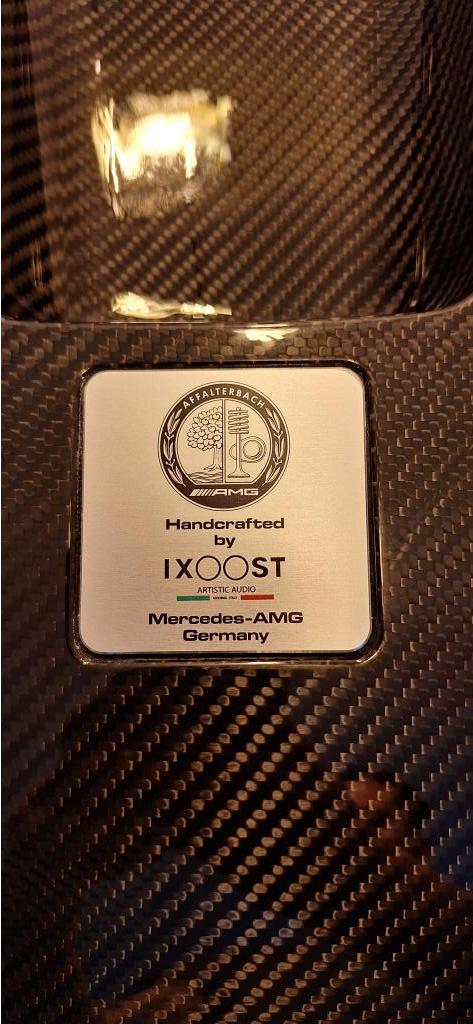 AFFALTERBACH
AMG
Handcrafted
by
IXOOST
ARTISTIC AUDIO
Mercedes-AMG
Germany